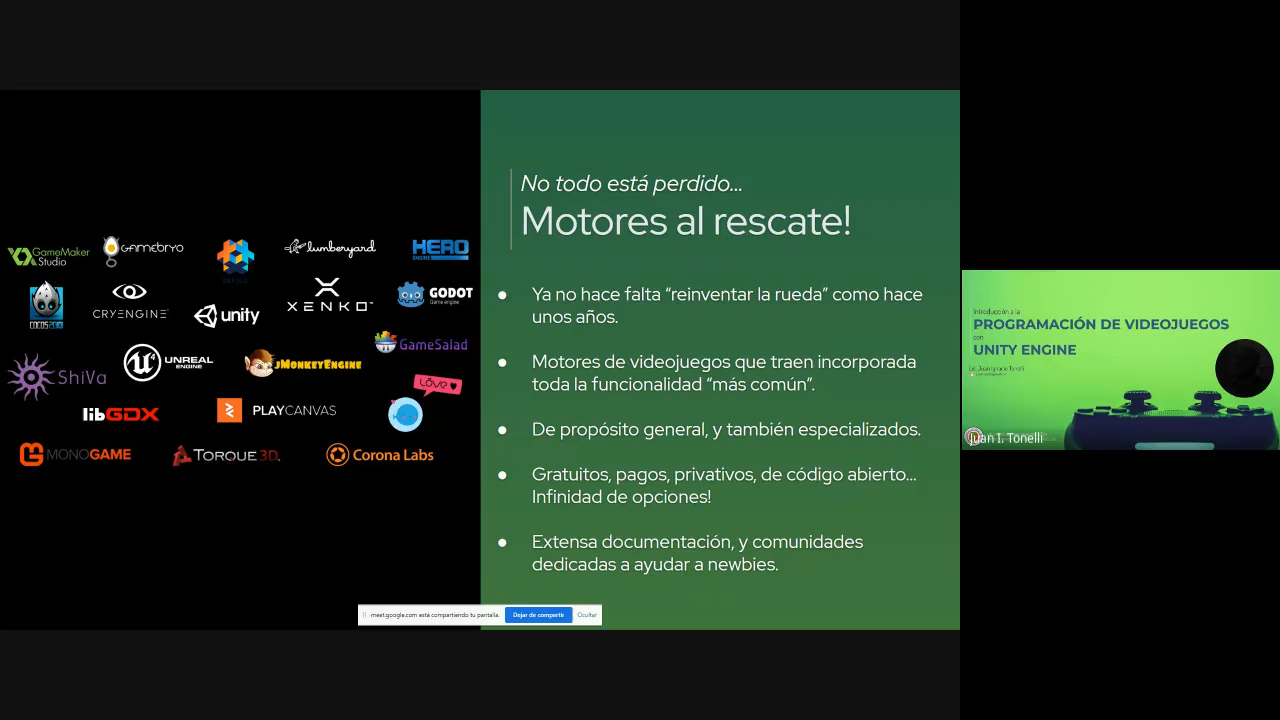 No todo está perdido...
Motores al rescate!
● Ya no hace falta “reinventar la rueda” como hace
unos años.
● Motores de videojuegos que traen incorporada
toda la funcionalidad “más común”.
● De propósito general, y también especializados.
● Gratuitos, pagos, privativos, de código abierto...
Infinidad de opciones!
● Extensa documentación, y comunidades
dedicadas a ayudar a newbies.
GameMaker
Studio
GAMEBRYO
lumberyard
HERO
ENGINE
COCOS2DX
CRYENGINE
unity
XENKO
GODOT
Game engine
ShiVa
UNREAL
ENGINE
jMONKEYENGINE
GameSalad
LÖVE
libGDX
PLAYCANVAS
MONOGAME
TORQUE 3D
Corona Labs
meet.google.com está compartiendo tu pantalla.
Dejar de compartir
Ocultar
Introducción a la
PROGRAMACIÓN DE VIDEOJUEGOS
con
UNITY ENGINE
Lic. Juan Ignacio Tonelli
Juan I. Tonelli